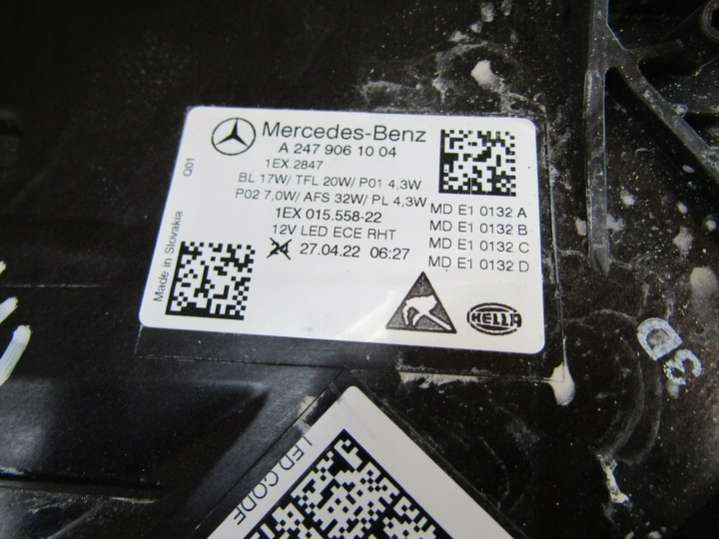 Mercedes-Benz
A 247 906 10 04
1EX.2847
BL 17W/ TFL 20W/ P01 4,3W
P02 7,0W/ AFS 32W/ PL 4,3W
1EX 015.558-22
12V LED ECE RHT
24 27.04.22 06:27
MD E1 0132 A
MD E1 0132 B
MD E1 0132 C
MD E1 0132 D
Q01
Made in Slovakia
HELLA
LED CODE